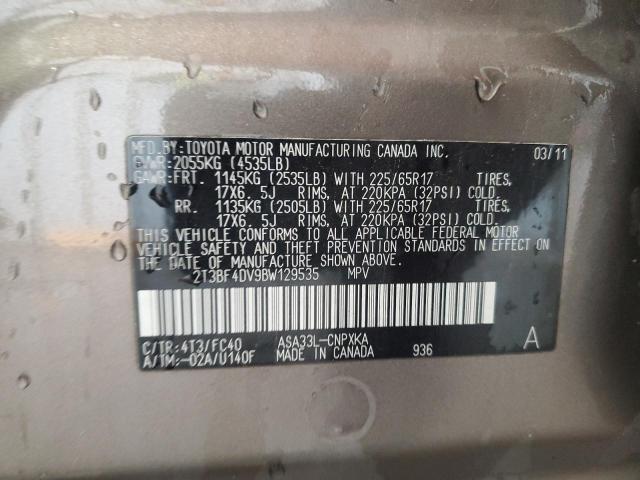 MFD.BY:TOYOTA MOTOR MANUFACTURING CANADA INC. 03/11
GVWR:2055KG (4535LB)
GAWR:FRT. 1145KG (2535LB) WITH 225/65R17 TIRES,
17X6.5J RIMS, AT 220KPA (32PSI) COLD.
RR. 1135KG (2505LB) WITH 225/65R17 TIRES,
17X6.5J RIMS, AT 220KPA (32PSI) COLD.
THIS VEHICLE CONFORMS TO ALL APPLICABLE FEDERAL MOTOR
VEHICLE SAFETY AND THEFT PREVENTION STANDARDS IN EFFECT ON
THE DATE OF MANUFACTURE SHOWN ABOVE.
2T3BF4DV9BW129535 MPV
C/TR:4T3/FC40 ASA33L-CNPXKA A
A/TM:-02A/U140F MADE IN CANADA 936